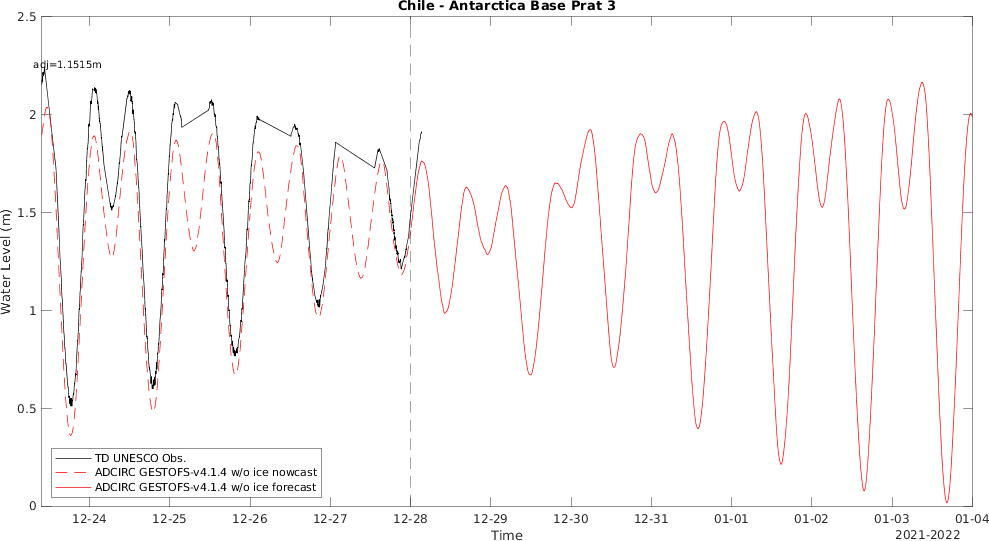 Chile - Antarctica Base Prat 3
2.5
adj=1.1515m
2
1.5
1
0.5
0
Water Level (m)
TD UNESCO Obs.
ADCIRC GESTOFS-v4.1.4 w/o ice nowcast
ADCIRC GESTOFS-v4.1.4 w/o ice forecast
12-24 12-25 12-26 12-27 12-28 12-29 12-30 12-31 01-01 01-02 01-03 01-04
Time
2021-2022